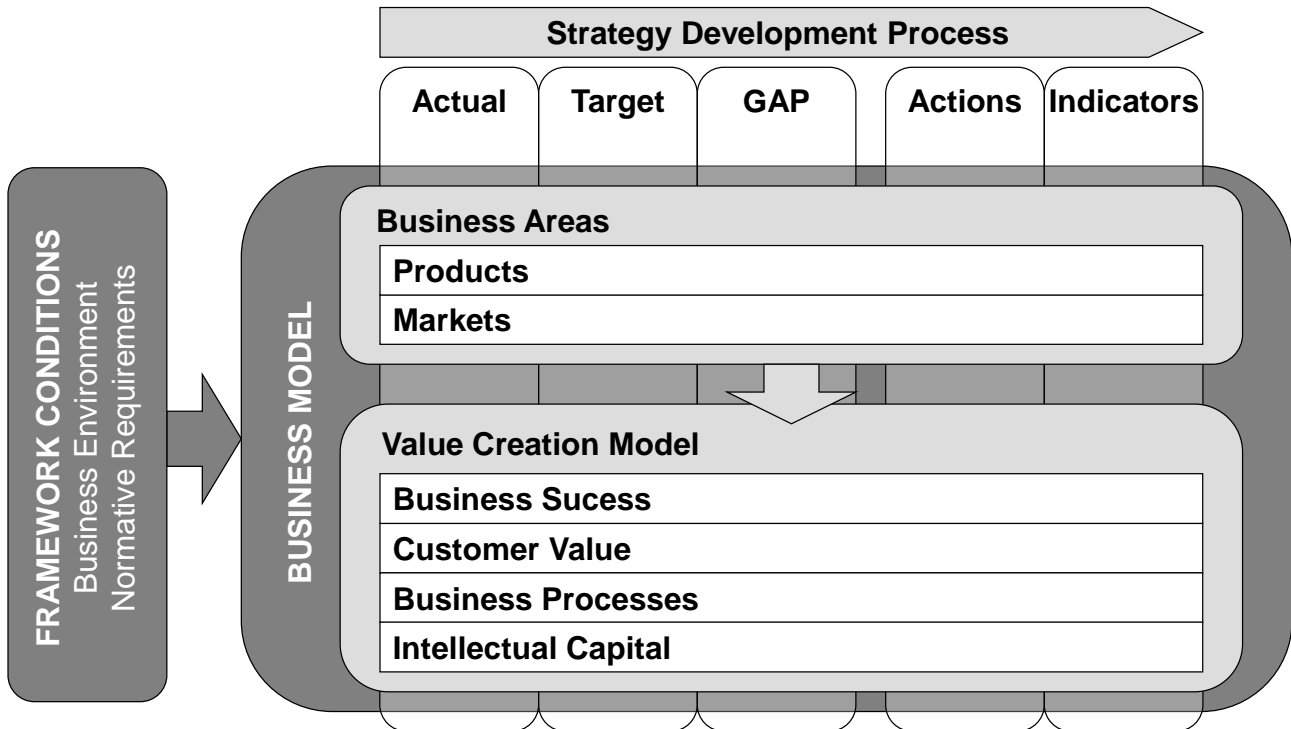 Strategy Development Process
Actual
Target
GAP
Actions
Indicators
FRAMEWORK CONDITIONS
Business Environment
Normative Requirements
BUSINESS MODEL
Business Areas
Products
Markets
Value Creation Model
Business Sucess
Customer Value
Business Processes
Intellectual Capital